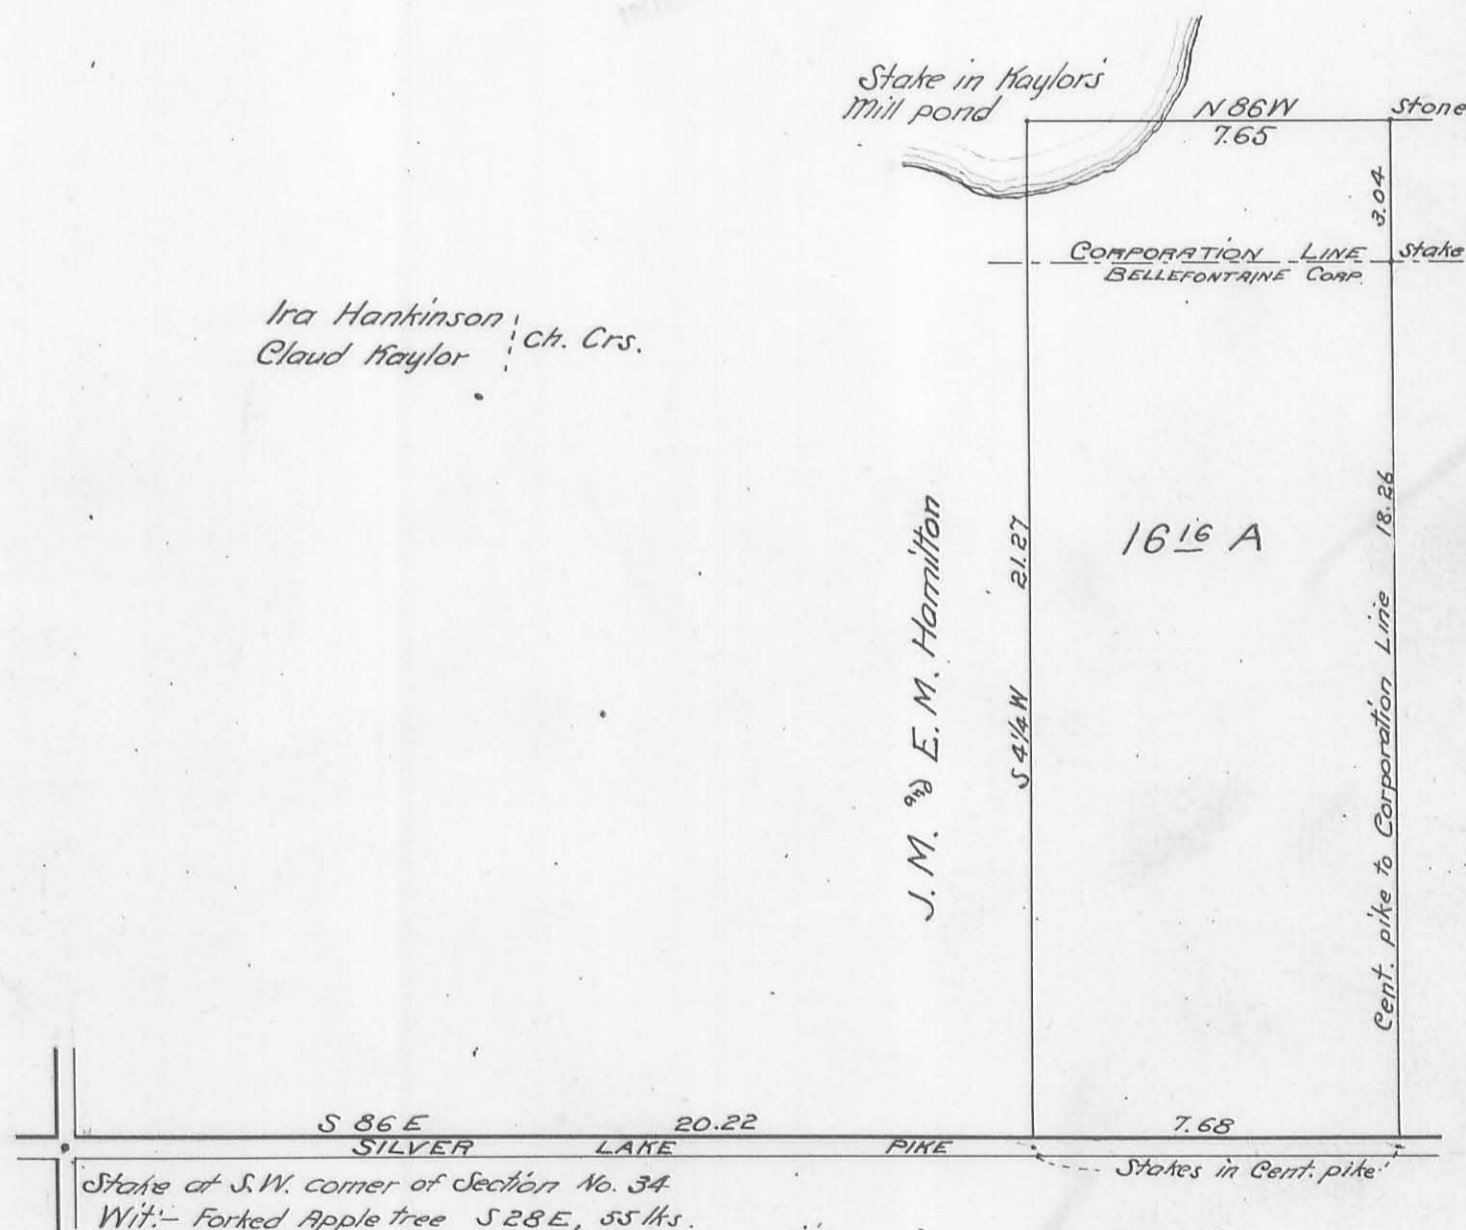 Stake in Kaylor's
Mill pond
N 86 W
7.65
Stone
3.04
CORPORATION LINE
Stake
BELLEFONTAINE CORP.
Ira Hankinson
Claud Kaylor
Ch. Crs.
J. M. and E. M. Hamilton
S 4 1/4 W 21.27
16 16 A
Cent. pike to Corporation Line 18.26
S 86 E 20.22
7.68
SILVER LAKE PIKE
Stakes in Cent. pike
Stake at S.W. corner of Section No. 34
Wit:- Forked Apple tree S 28 E, 55 lks.